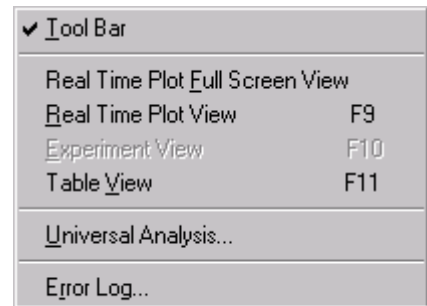 Tool Bar
Real Time Plot Full Screen View
Real Time Plot View F9
Experiment View F10
Table View F11
Universal Analysis...
Error Log...